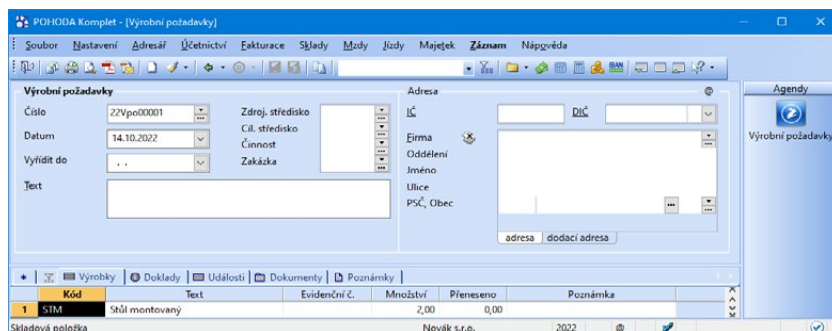 POHODA Komplet - [Výrobní požadavky]
Soubor Nastavení Adresář Účetnictví Fakturace Sklady Mzdy Jízdy Majetek Záznam Nápověda
Výrobní požadavky
Číslo 22Vpo00001
Datum 14.10.2022
Vyřídit do . .
Text
Zdroj. středisko
Cíl. středisko
Činnost
Zakázka
Adresa @
IČ DIČ
Firma
Oddělení
Jméno
Ulice
PSČ, Obec
adresa dodací adresa
Agendy
Výrobní požadavky
Výrobky Doklady Události Dokumenty Poznámky
Kód Text Evidenční č. Množství Přeneseno Poznámka
1 STM Stůl montovaný 2,00 0,00
Skladová položka Novák s.r.o. 2022 @